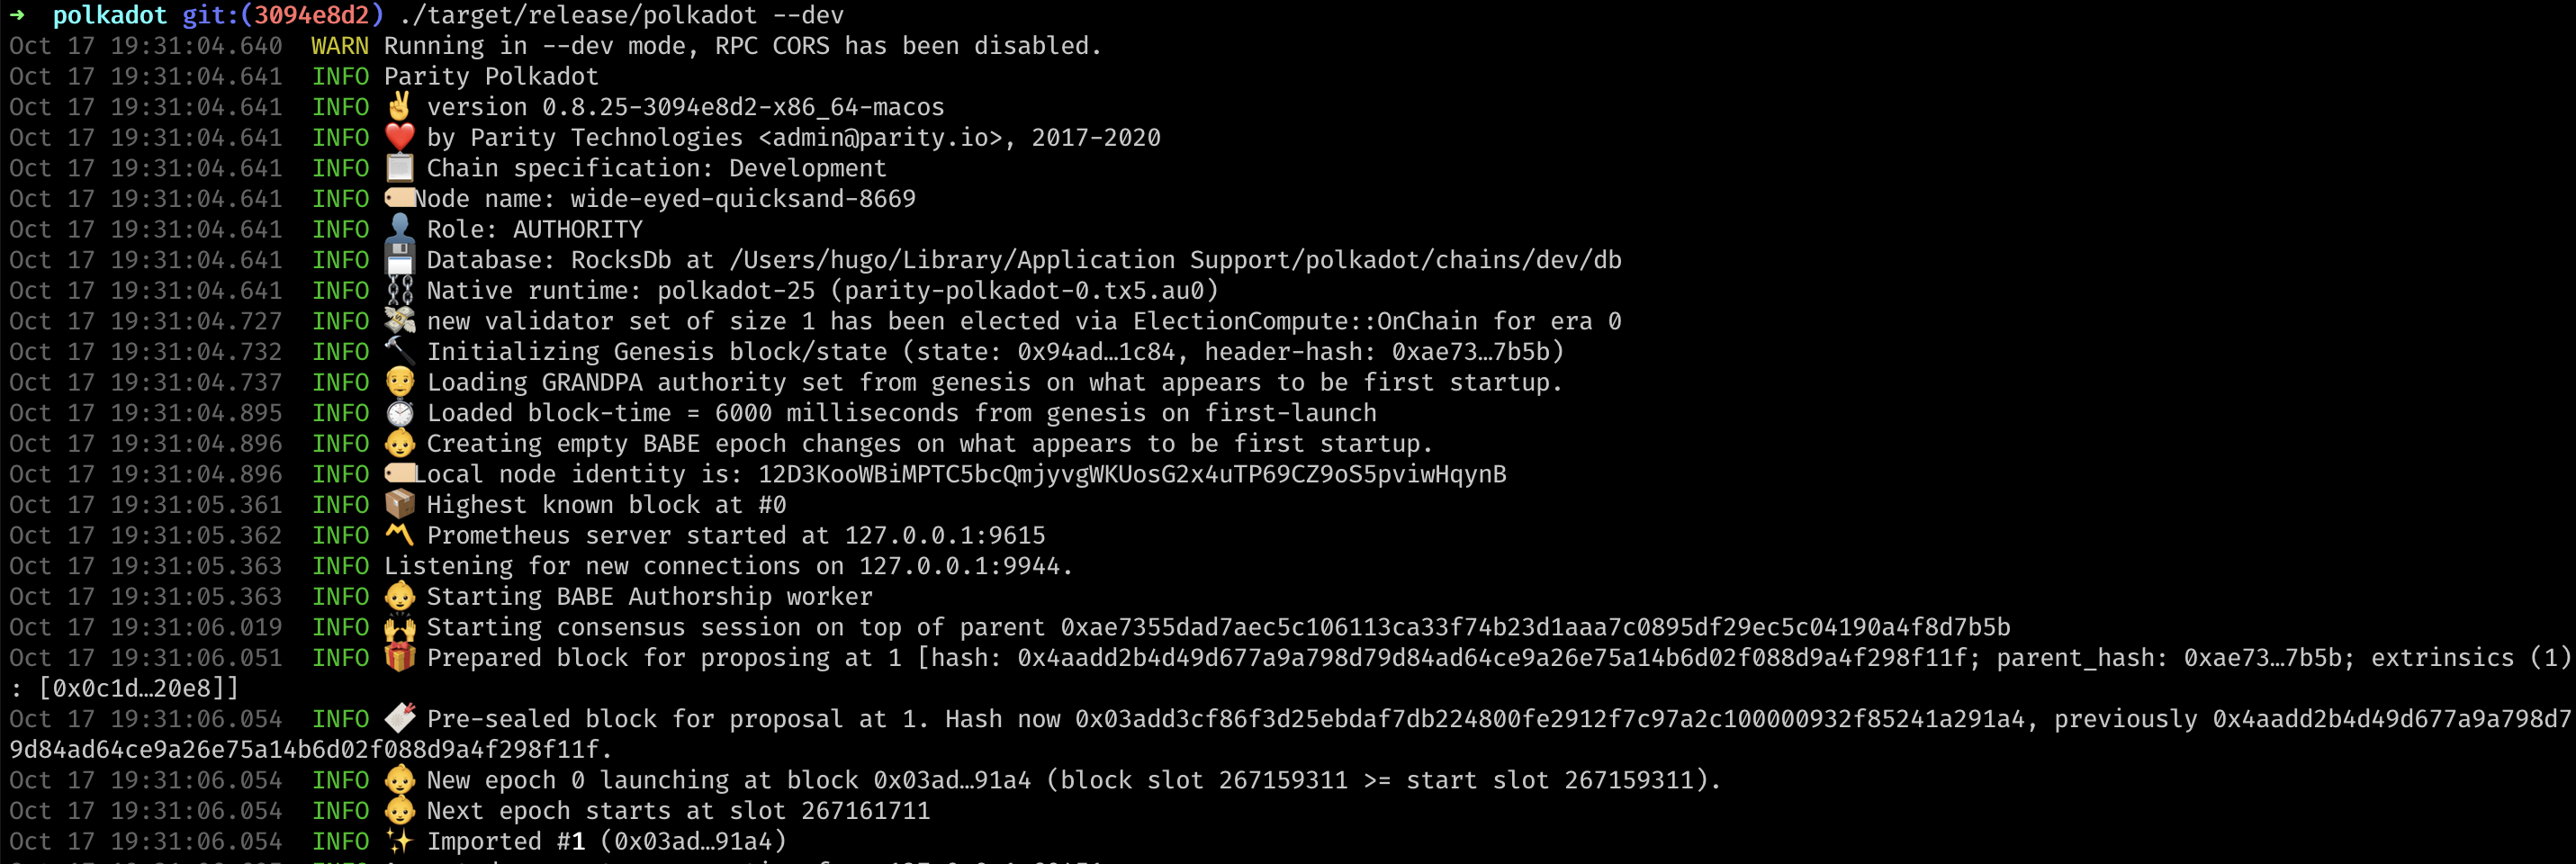 → polkadot git:(3094e8d2) ./target/release/polkadot --dev
Oct 17 19:31:04.640 WARN Running in --dev mode, RPC CORS has been disabled.
Oct 17 19:31:04.641 INFO Parity Polkadot
Oct 17 19:31:04.641 INFO ✌️ version 0.8.25-3094e8d2-x86_64-macos
Oct 17 19:31:04.641 INFO ❤️ by Parity Technologies <admin@parity.io>, 2017-2020
Oct 17 19:31:04.641 INFO 📋 Chain specification: Development
Oct 17 19:31:04.641 INFO 🏷 Node name: wide-eyed-quicksand-8669
Oct 17 19:31:04.641 INFO 👤 Role: AUTHORITY
Oct 17 19:31:04.641 INFO 💾 Database: RocksDb at /Users/hugo/Library/Application Support/polkadot/chains/dev/db
Oct 17 19:31:04.641 INFO ⛓ Native runtime: polkadot-25 (parity-polkadot-0.tx5.au0)
Oct 17 19:31:04.727 INFO 💸 new validator set of size 1 has been elected via ElectionCompute::OnChain for era 0
Oct 17 19:31:04.732 INFO 🔨 Initializing Genesis block/state (state: 0x94ad…1c84, header-hash: 0xae73…7b5b)
Oct 17 19:31:04.737 INFO 👴 Loading GRANDPA authority set from genesis on what appears to be first startup.
Oct 17 19:31:04.895 INFO ⏱ Loaded block-time = 6000 milliseconds from genesis on first-launch
Oct 17 19:31:04.896 INFO 👶 Creating empty BABE epoch changes on what appears to be first startup.
Oct 17 19:31:04.896 INFO 🏷 Local node identity is: 12D3KooWBiMPTC5bcQmjyvgWKUosG2x4uTP69CZ9oS5pviwHqynB
Oct 17 19:31:05.361 INFO 📦 Highest known block at #0
Oct 17 19:31:05.362 INFO 〽️ Prometheus server started at 127.0.0.1:9615
Oct 17 19:31:05.363 INFO Listening for new connections on 127.0.0.1:9944.
Oct 17 19:31:05.363 INFO 👶 Starting BABE Authorship worker
Oct 17 19:31:06.019 INFO 🙌 Starting consensus session on top of parent 0xae7355dad7aec5c106113ca33f74b23d1aaa7c0895df29ec5c04190a4f8d7b5b
Oct 17 19:31:06.051 INFO 🎁 Prepared block for proposing at 1 [hash: 0x4aadd2b4d49d677a9a798d79d84ad64ce9a26e75a14b6d02f088d9a4f298f11f; parent_hash: 0xae73…7b5b; extrinsics (1)
: [0x0c1d…20e8]]
Oct 17 19:31:06.054 INFO 🔖 Pre-sealed block for proposal at 1. Hash now 0x03add3cf86f3d25ebdaf7db224800fe2912f7c97a2c100000932f85241a291a4, previously 0x4aadd2b4d49d677a9a798d7
9d84ad64ce9a26e75a14b6d02f088d9a4f298f11f.
Oct 17 19:31:06.054 INFO 👶 New epoch 0 launching at block 0x03ad…91a4 (block slot 267159311 >= start slot 267159311).
Oct 17 19:31:06.054 INFO 👶 Next epoch starts at slot 267161711
Oct 17 19:31:06.054 INFO ✨ Imported #1 (0x03ad…91a4)